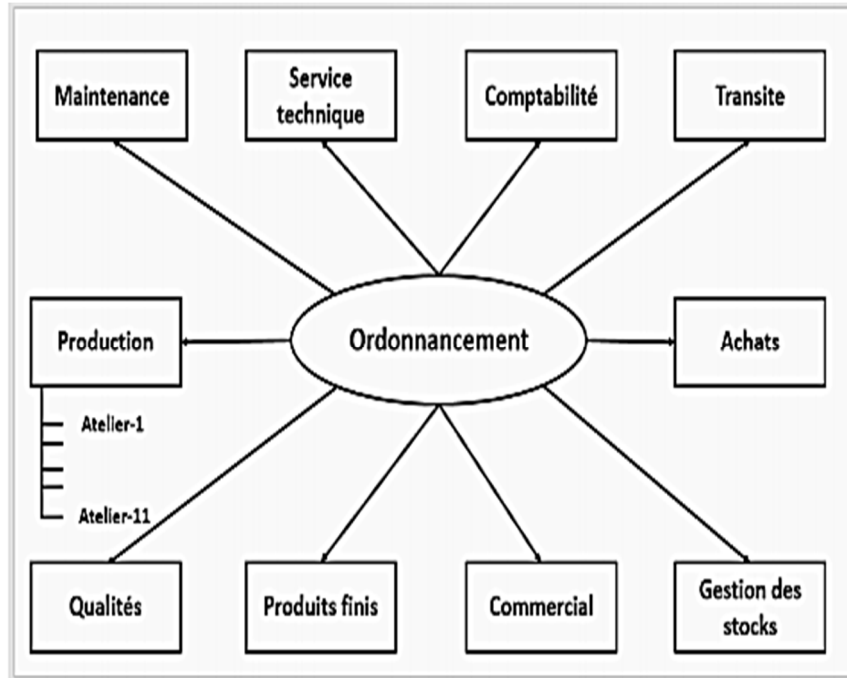 Maintenance
Service
technique
Comptabilité
Transite
Production
Ordonnancement
Achats
Atelier-1
Atelier-11
Qualités
Produits finis
Commercial
Gestion des
stocks